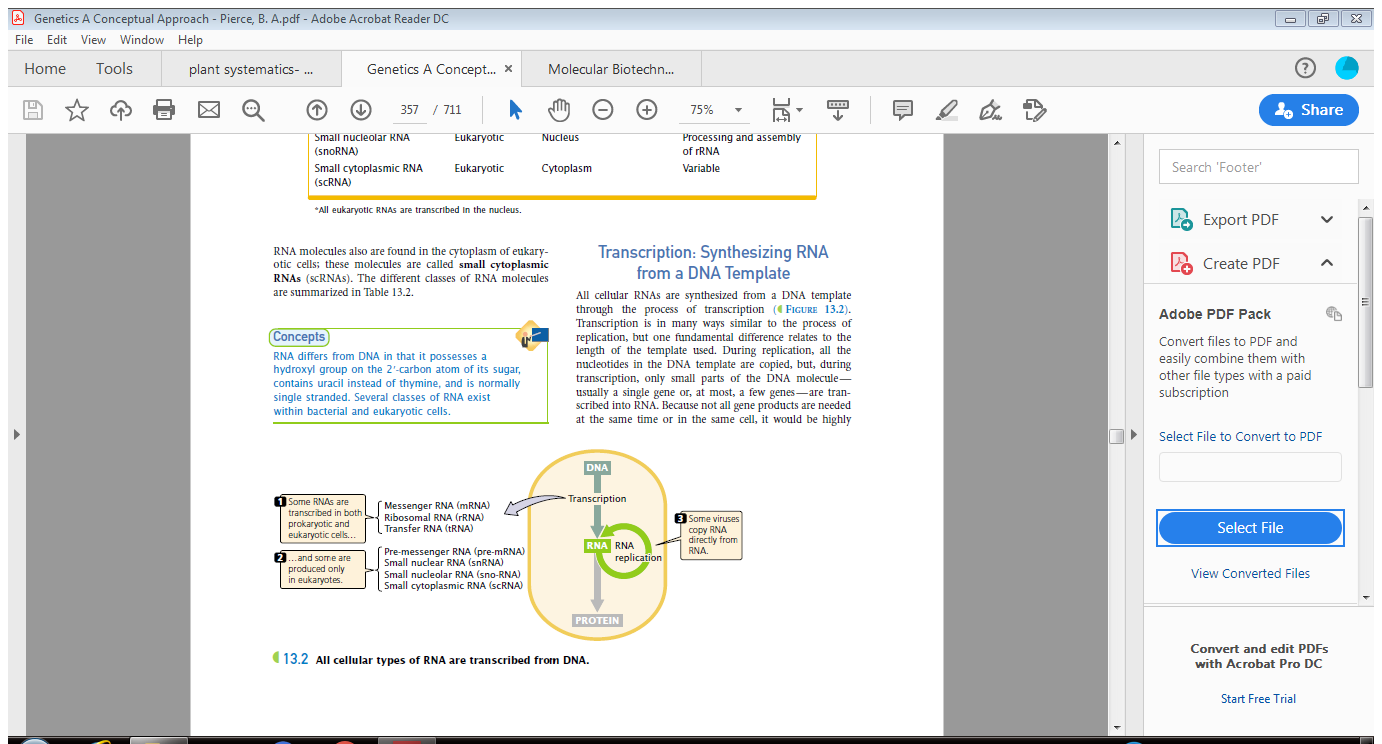 Genetics A Conceptual Approach - Pierce, B. A.pdf - Adobe Acrobat Reader DC
File Edit View Window Help
Home Tools plant systematics- ... Genetics A Concept... × Molecular Biotechn...
357 / 711 75% Share
Small nucleolar RNA Eukaryotic Nucleus Processing and assembly
(snoRNA) of rRNA
Small cytoplasmic RNA Eukaryotic Cytoplasm Variable
(scRNA)
*All eukaryotic RNAs are transcribed in the nucleus.
RNA molecules also are found in the cytoplasm of eukary-
otic cells; these molecules are called small cytoplasmic
RNAs (scRNAs). The different classes of RNA molecules
are summarized in Table 13.2.
Concepts
RNA differs from DNA in that it possesses a
hydroxyl group on the 2′-carbon atom of its sugar,
contains uracil instead of thymine, and is normally
single stranded. Several classes of RNA exist
within bacterial and eukaryotic cells.
Transcription: Synthesizing RNA
from a DNA Template
All cellular RNAs are synthesized from a DNA template
through the process of transcription (FIGURE 13.2).
Transcription is in many ways similar to the process of
replication, but one fundamental difference relates to the
length of the template used. During replication, all the
nucleotides in the DNA template are copied, but, during
transcription, only small parts of the DNA molecule—
usually a single gene or, at most, a few genes—are tran-
scribed into RNA. Because not all gene products are needed
at the same time or in the same cell, it would be highly
1 Some RNAs are
transcribed in both
prokaryotic and
eukaryotic cells...
Messenger RNA (mRNA)
Ribosomal RNA (rRNA)
Transfer RNA (tRNA)
2 ...and some are
produced only
in eukaryotes.
Pre-messenger RNA (pre-mRNA)
Small nuclear RNA (snRNA)
Small nucleolar RNA (sno-RNA)
Small cytoplasmic RNA (scRNA)
DNA
Transcription
RNA
RNA
replication
PROTEIN
3 Some viruses
copy RNA
directly from
RNA.
13.2 All cellular types of RNA are transcribed from DNA.
Search 'Footer'
Export PDF
Create PDF
Adobe PDF Pack
Convert files to PDF and
easily combine them with
other file types with a paid
subscription
Select File to Convert to PDF
Select File
View Converted Files
Convert and edit PDFs
with Acrobat Pro DC
Start Free Trial